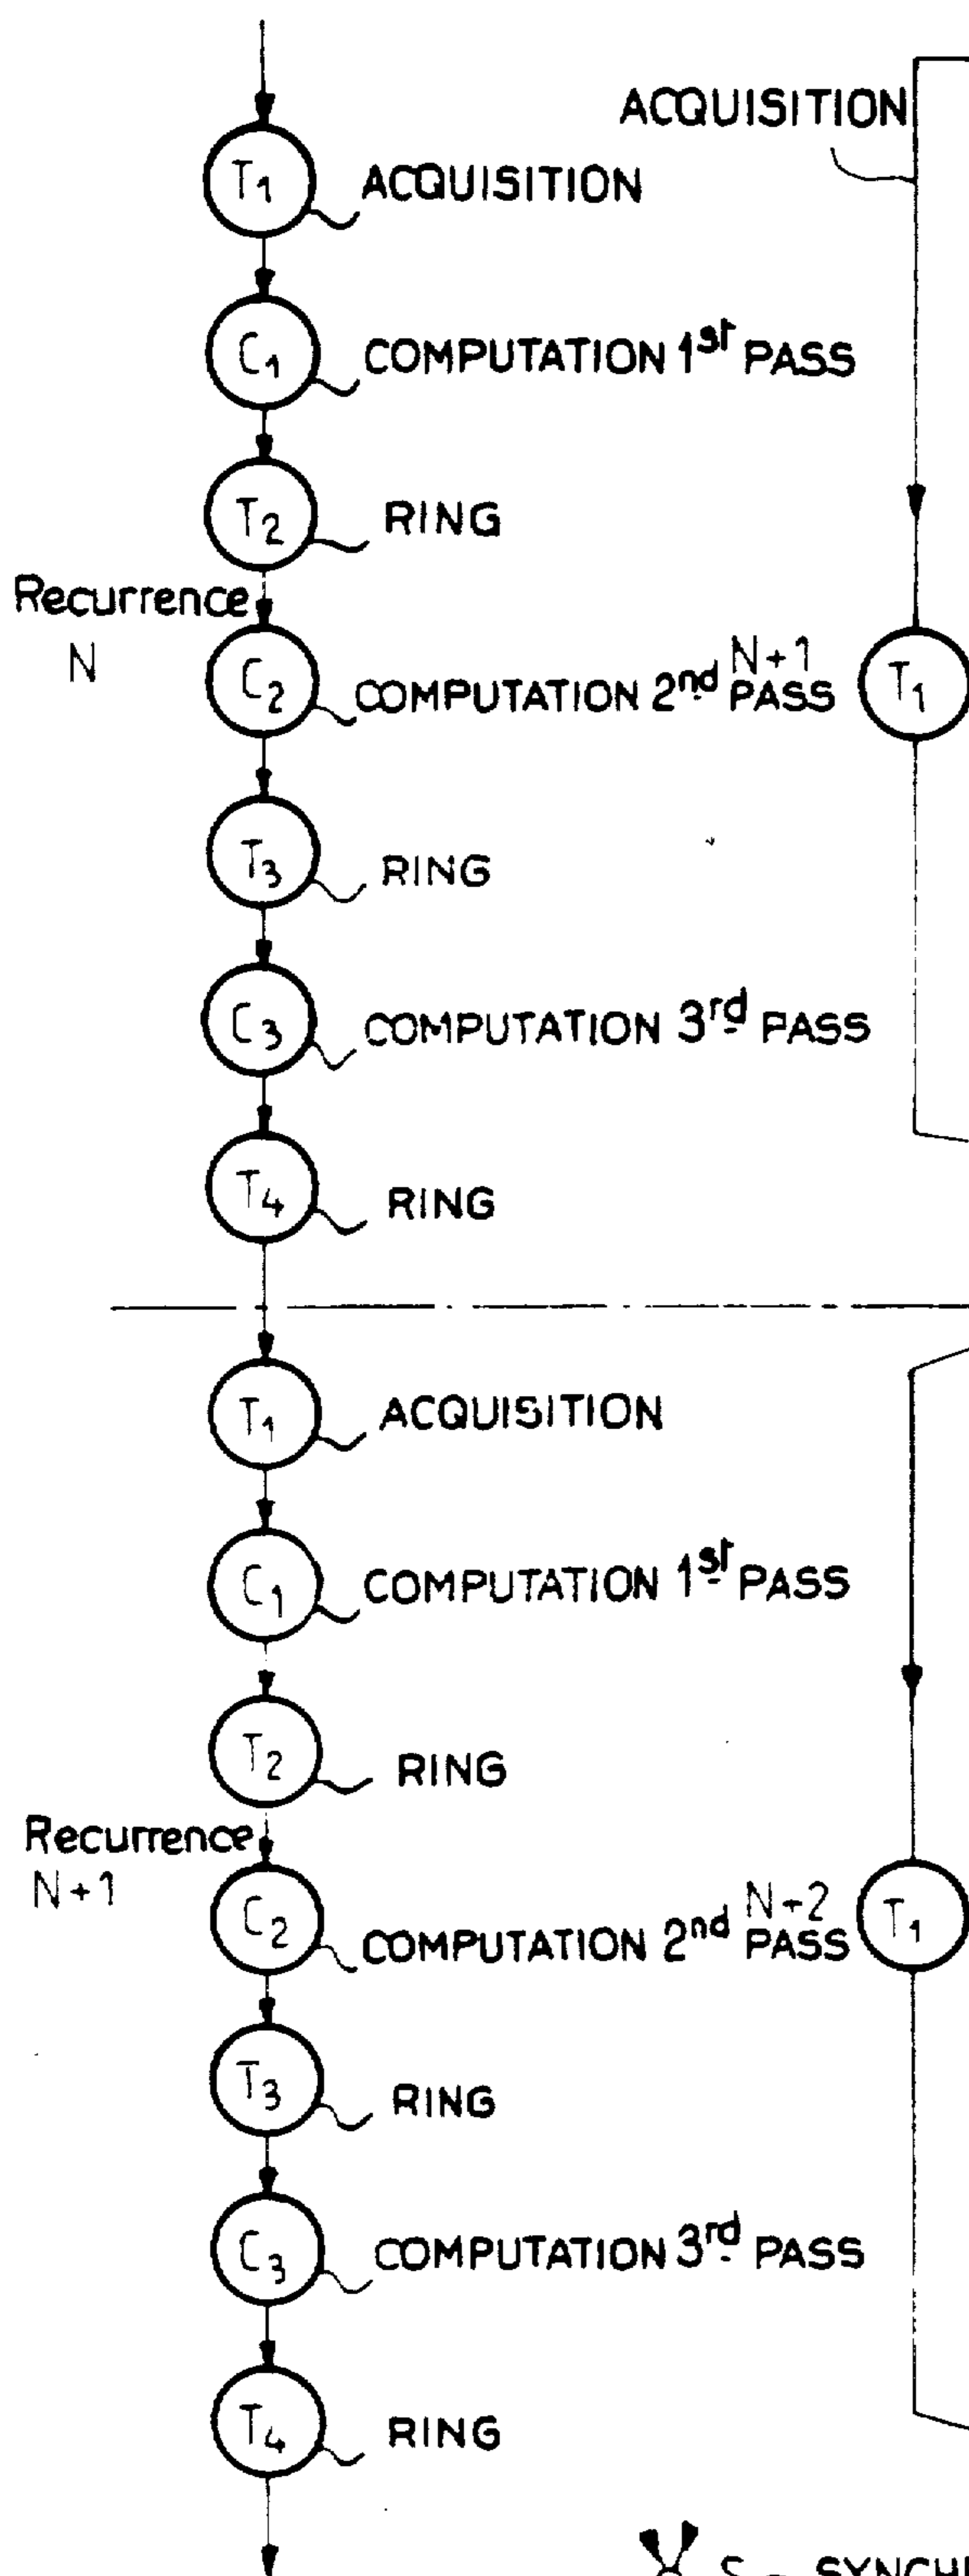 ACQUISITION
T1 ACQUISITION
C1 COMPUTATION 1st PASS
T2 RING
Recurrence
N
C2 COMPUTATION 2nd PASS
N+1
T1
T3 RING
C3 COMPUTATION 3rd PASS
T4 RING
T1 ACQUISITION
C1 COMPUTATION 1st PASS
T2 RING
Recurrence
N+1
C2 COMPUTATION 2nd PASS
N+2
T1
T3 RING
C3 COMPUTATION 3rd PASS
T4 RING